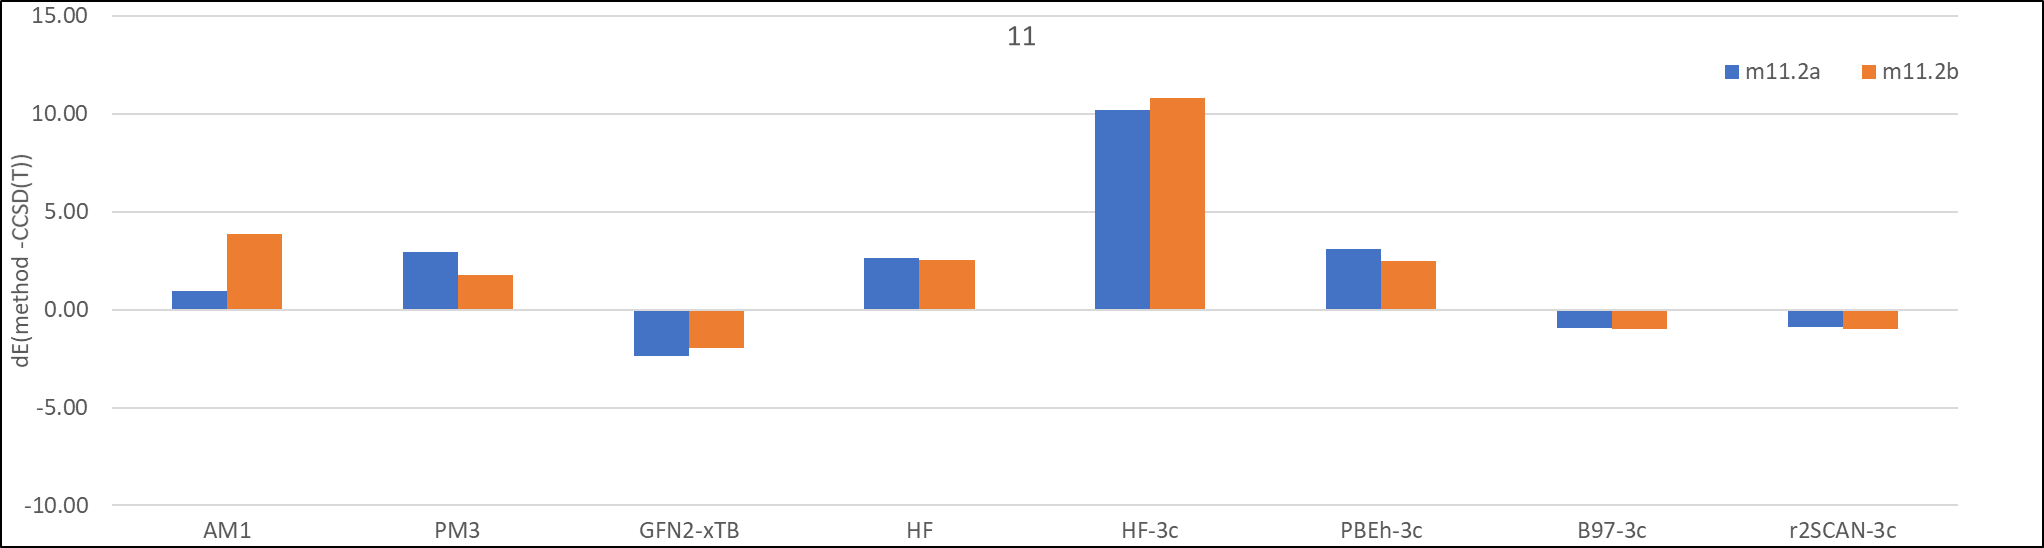 11
m11.2a
m11.2b
dE(method -CCSD(T))
15.00
10.00
5.00
0.00
-5.00
-10.00
AM1
PM3
GFN2-xTB
HF
HF-3c
PBEh-3c
B97-3c
r2SCAN-3c